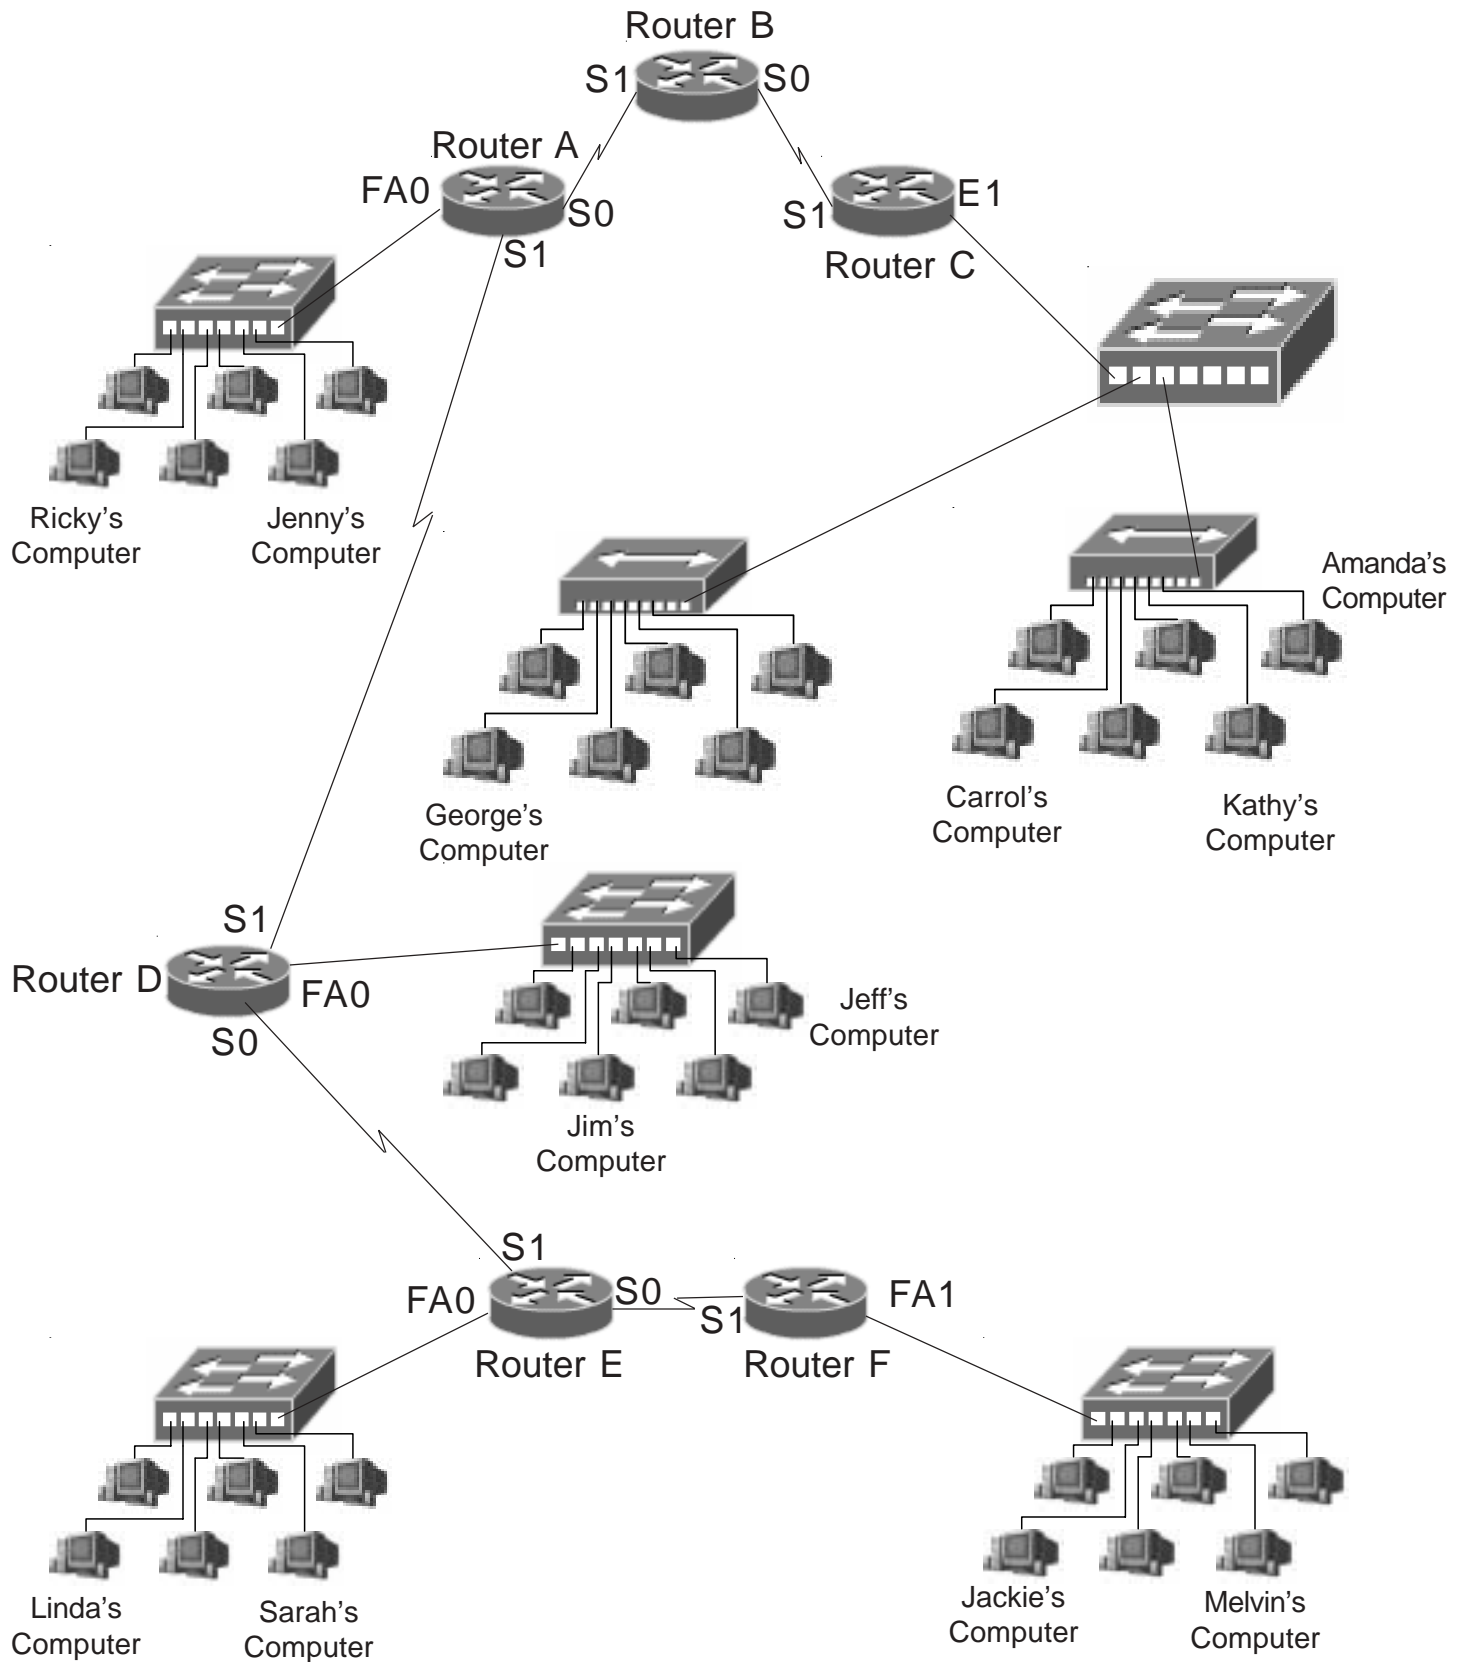 Router B
S1
S0
Router A
FA0
S0
S1
E1
S1
Router C
Ricky's
Computer
Jenny's
Computer
Amanda's
Computer
George's
Computer
Carrol's
Computer
Kathy's
Computer
S1
Router D
FA0
S0
Jeff's
Computer
Jim's
Computer
S1
FA0
S0
S1
FA1
Router E
Router F
Linda's
Computer
Sarah's
Computer
Jackie's
Computer
Melvin's
Computer